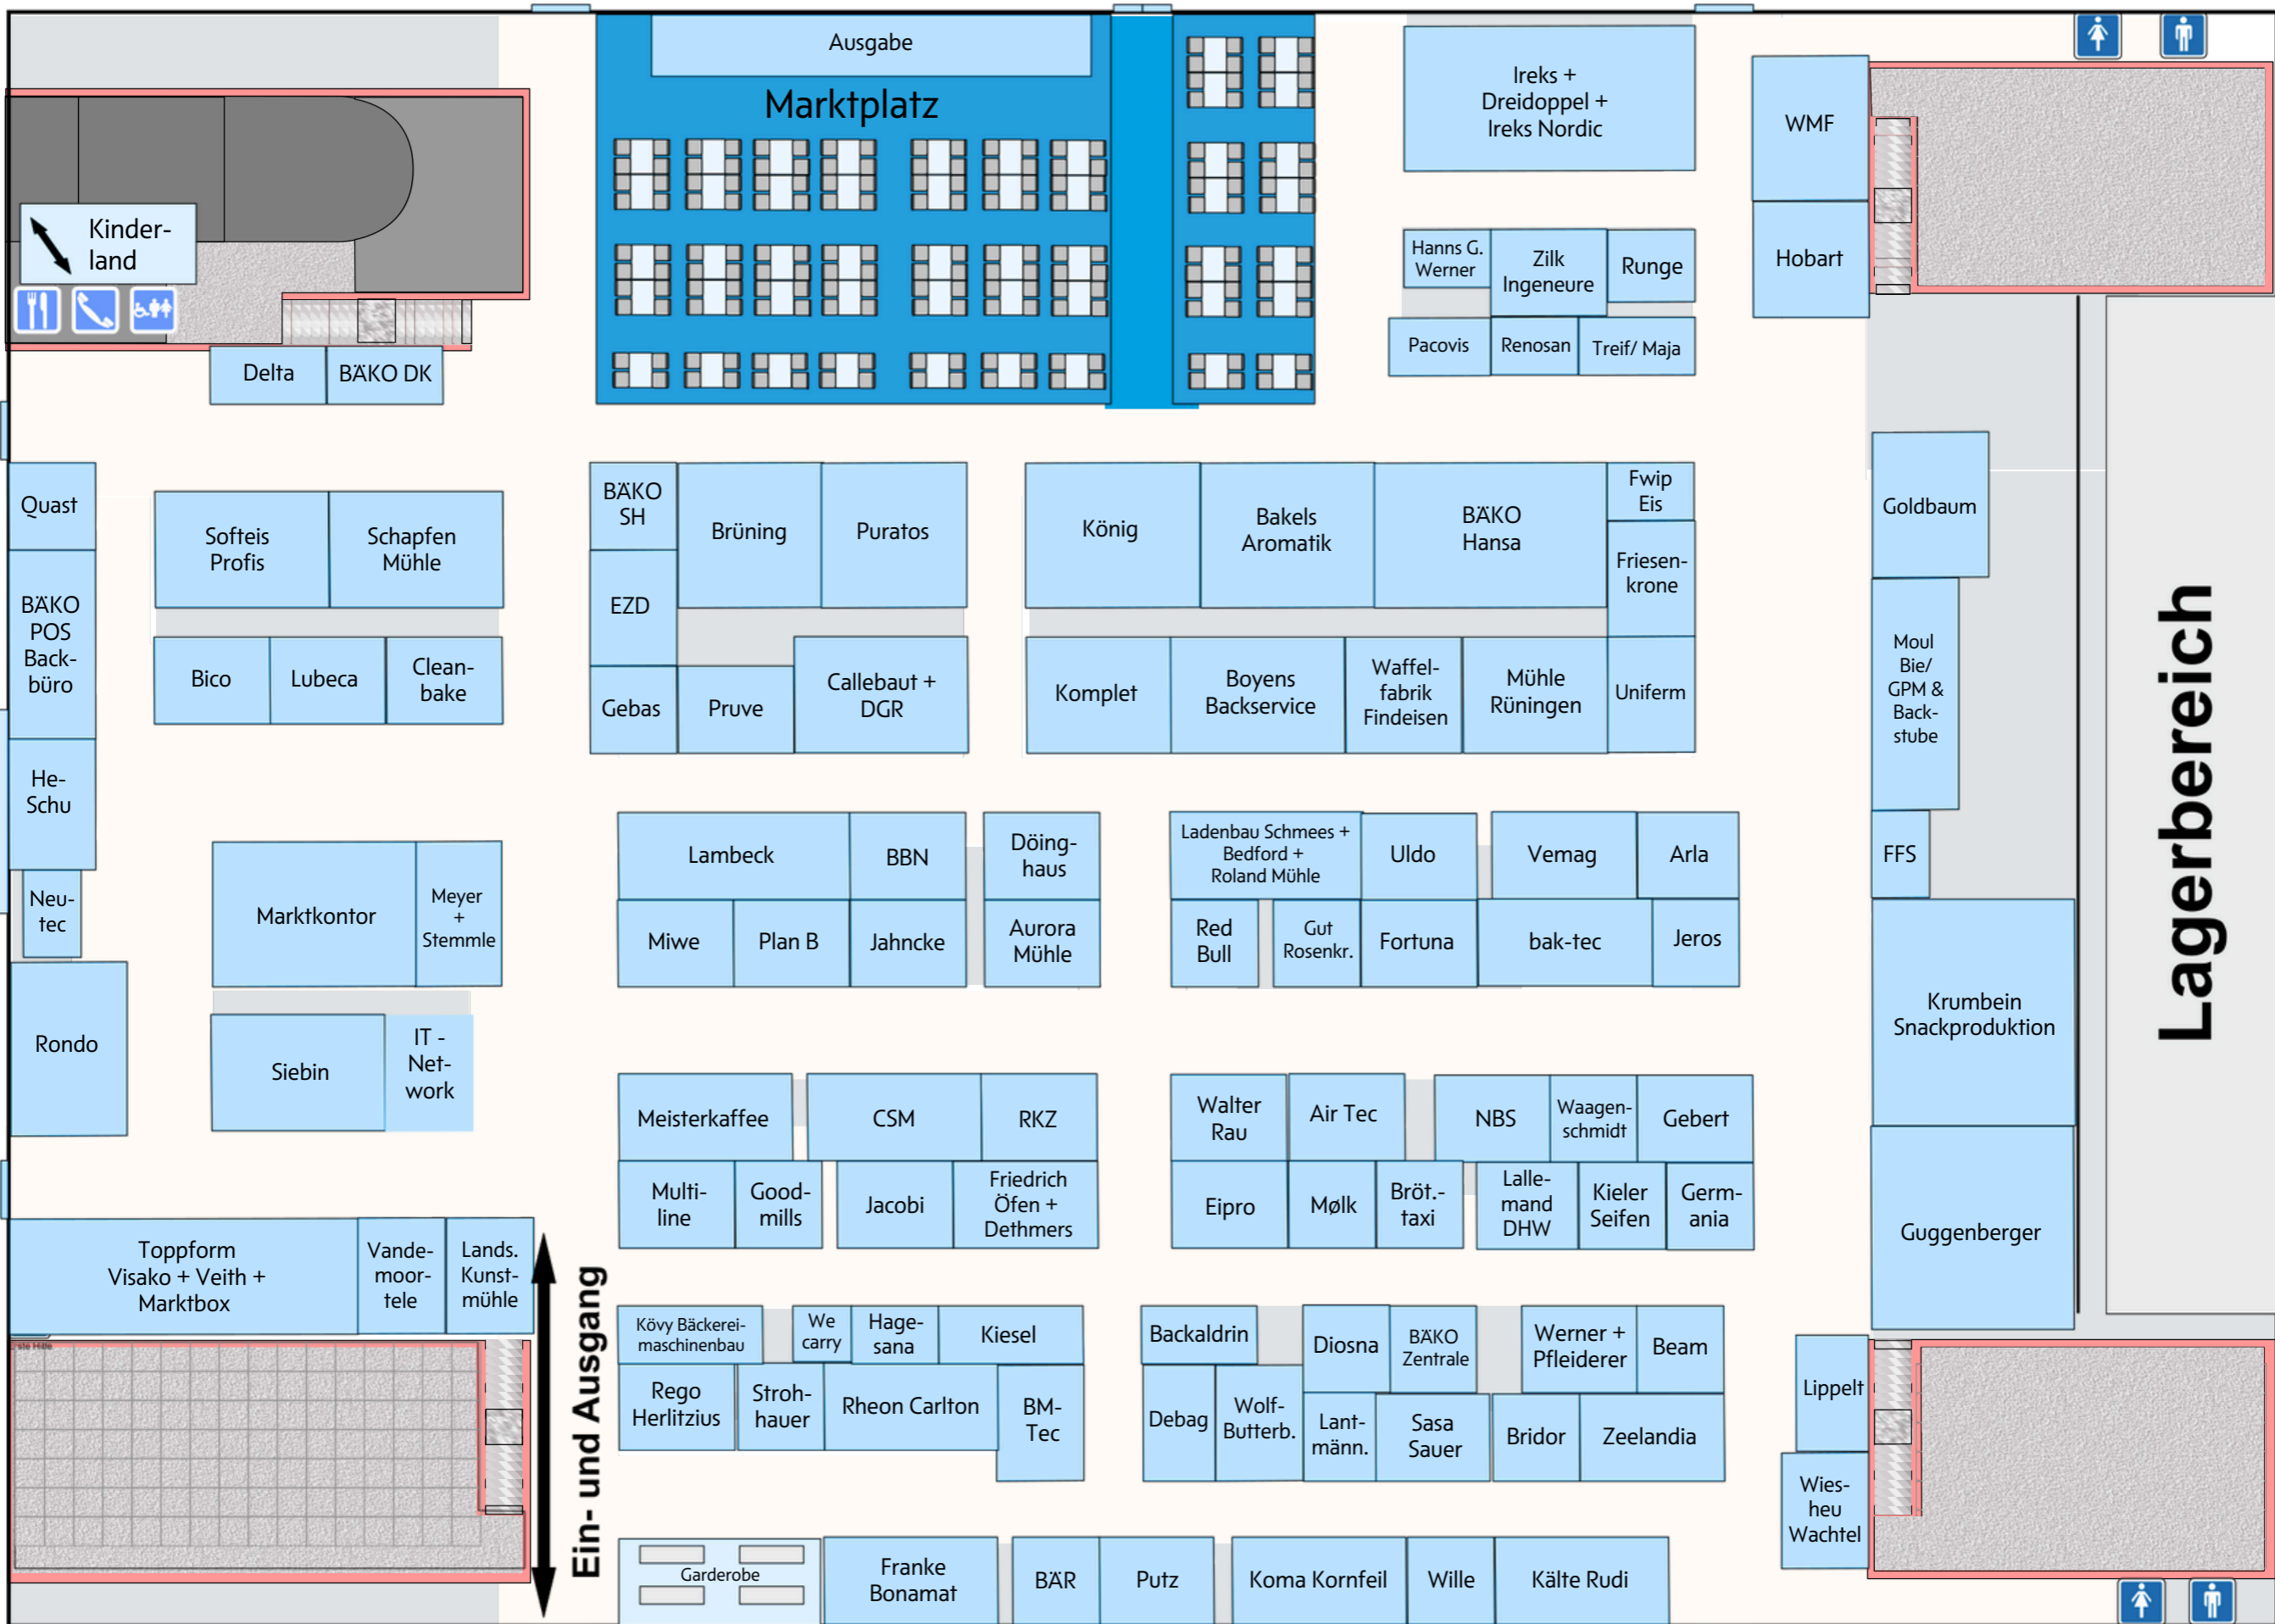 Ausgabe
Marktplatz
Ireks +
Dreidoppel +
Ireks Nordic
WMF
Hobart
Kinder-
land
Hanns G.
Werner
Zilk
Ingeneure
Runge
Pacovis
Renosan
Treif/ Maja
Delta
BÄKO DK
Quast
BÄKO
POS
Back-
büro
He-
Schu
Neu-
tec
Rondo
Softeis
Profis
Schapfen
Mühle
Bico
Lubeca
Clean-
bake
BÄKO
SH
Brüning
Puratos
EZD
Gebas
Pruve
Callebaut +
DGR
König
Bakels
Aromatik
BÄKO
Hansa
Fwip
Eis
Friesen-
krone
Komplet
Boyens
Backservice
Waffel-
fabrik
Findeisen
Mühle
Rüningen
Uniferm
Goldbaum
Moul
Bie/
GPM &
Back-
stube
FFS
Krumbein
Snackproduktion
Guggenberger
Lagerbereich
Marktkontor
Meyer
+
Stemmle
Siebin
IT -
Net-
work
Lambeck
BBN
Döing-
haus
Miwe
Plan B
Jahncke
Aurora
Mühle
Ladenbau Schmees +
Bedford +
Roland Mühle
Uldo
Vemag
Arla
Red
Bull
Gut
Rosenkr.
Fortuna
bak-tec
Jeros
Meisterkaffee
CSM
RKZ
Multi-
line
Good-
mills
Jacobi
Friedrich
Öfen +
Dethmers
Walter
Rau
Air Tec
NBS
Waagen-
schmidt
Gebert
Eipro
Mølk
Bröt.-
taxi
Lalle-
mand
DHW
Kieler
Seifen
Germ-
ania
Toppform
Visako + Veith +
Marktbox
Vande-
moor-
tele
Lands.
Kunst-
mühle
Ein- und Ausgang
Erste Hilfe
Kövy Bäckerei-
maschinenbau
We
carry
Hage-
sana
Kiesel
Rego
Herlitzius
Stroh-
hauer
Rheon Carlton
BM-
Tec
Backaldrin
Diosna
BÄKO
Zentrale
Werner +
Pfleiderer
Beam
Debag
Wolf-
Butterb.
Lant-
männ.
Sasa
Sauer
Bridor
Zeelandia
Lippelt
Wies-
heu
Wachtel
Garderobe
Franke
Bonamat
BÄR
Putz
Koma Kornfeil
Wille
Kälte Rudi